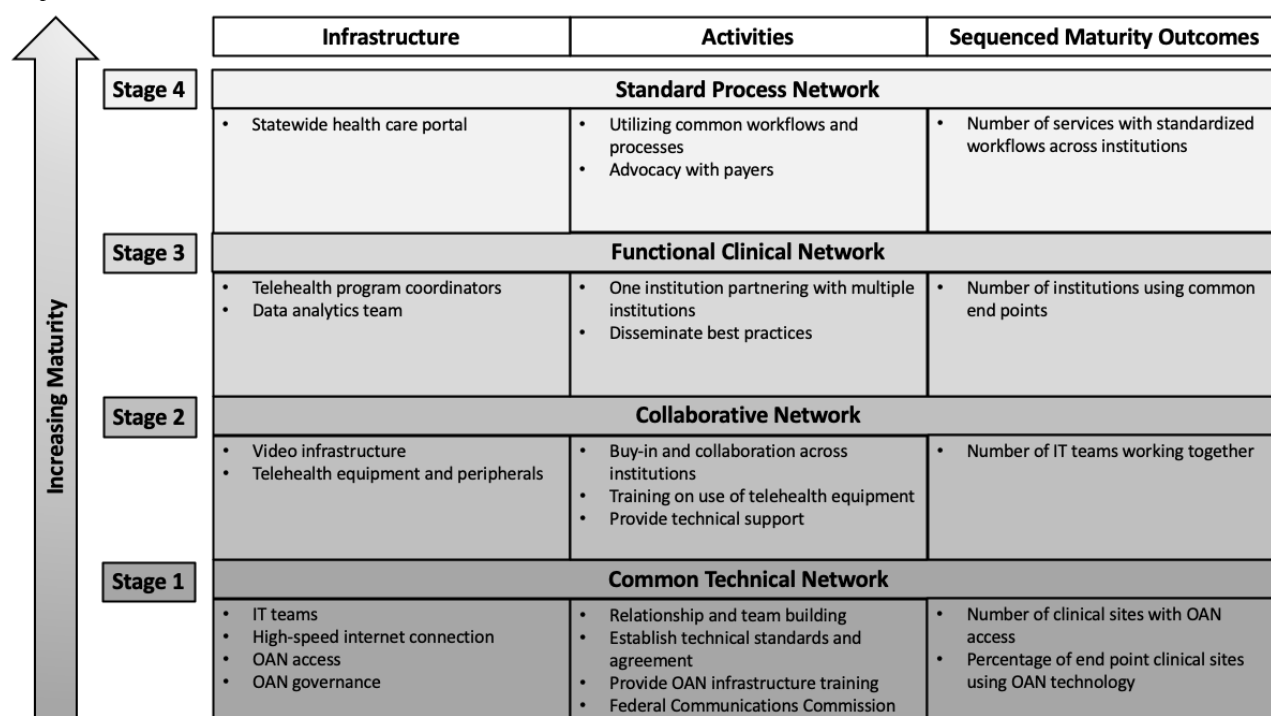 Infrastructure
Activities
Sequenced Maturity Outcomes
Increasing Maturity
Stage 4
Standard Process Network
• Statewide health care portal
• Utilizing common workflows and
processes
• Advocacy with payers
• Number of services with standardized
workflows across institutions
Stage 3
Functional Clinical Network
• Telehealth program coordinators
• Data analytics team
• One institution partnering with multiple
institutions
• Disseminate best practices
• Number of institutions using common
end points
Stage 2
Collaborative Network
• Video infrastructure
• Telehealth equipment and peripherals
• Buy-in and collaboration across
institutions
• Training on use of telehealth equipment
• Provide technical support
• Number of IT teams working together
Stage 1
Common Technical Network
• IT teams
• High-speed internet connection
• OAN access
• OAN governance
• Relationship and team building
• Establish technical standards and
agreement
• Provide OAN infrastructure training
• Federal Communications Commission
• Number of clinical sites with OAN
access
• Percentage of end point clinical sites
using OAN technology